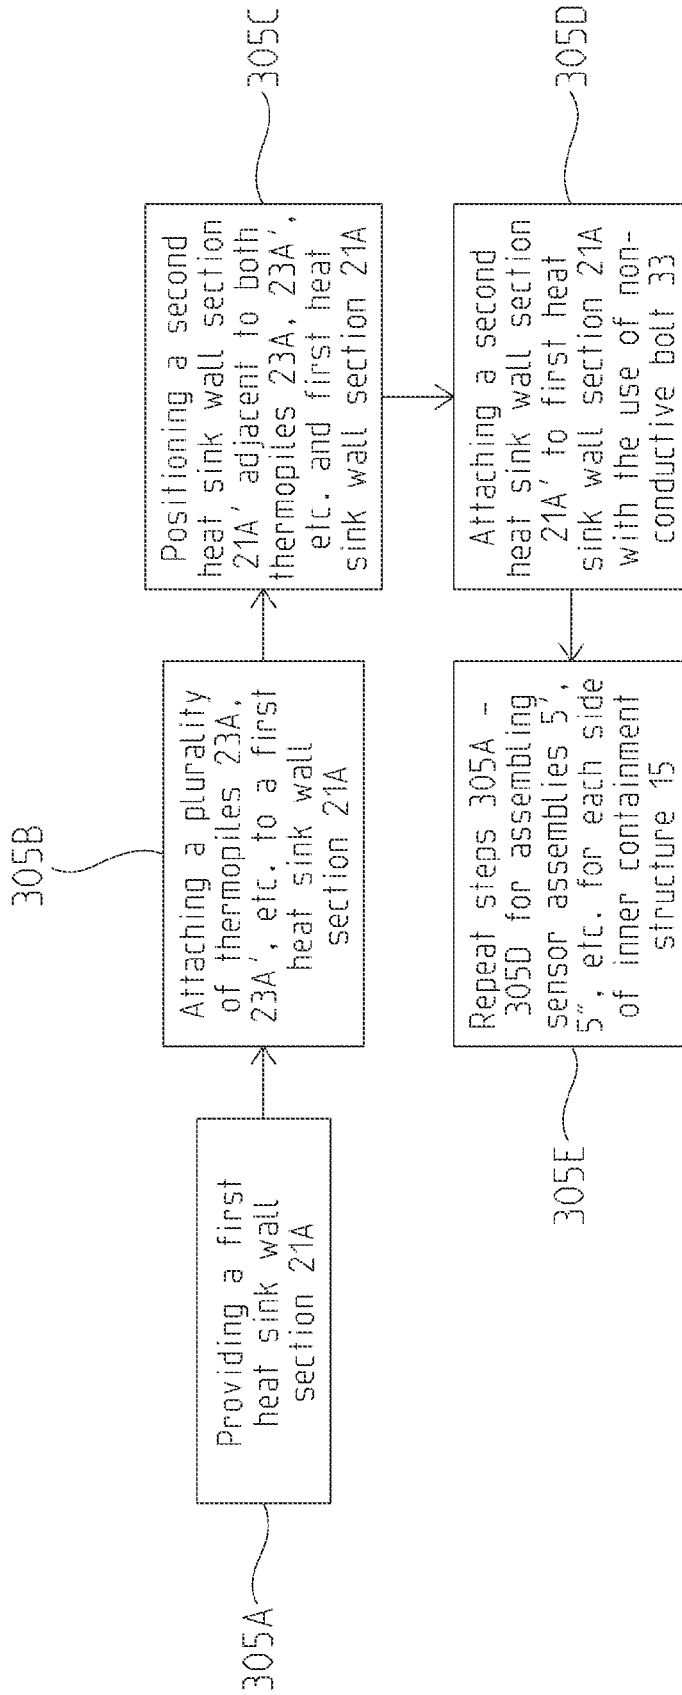 305A
Providing a first
heat sink wall
section 21A
305B
Attaching a plurality
of thermopiles 23A,
23A', etc. to a first
heat sink wall
section 21A
305C
Positioning a second
heat sink wall section
21A' adjacent to both
thermopiles 23A, 23A',
etc. and first heat
sink wall section 21A
305D
Attaching a second
heat sink wall section
21A' to first heat
sink wall section 21A
with the use of non-
conductive bolt 33
305E
Repeat steps 305A -
305D for assembling
sensor assemblies 5',
5", etc. for each side
of inner containment
structure 15